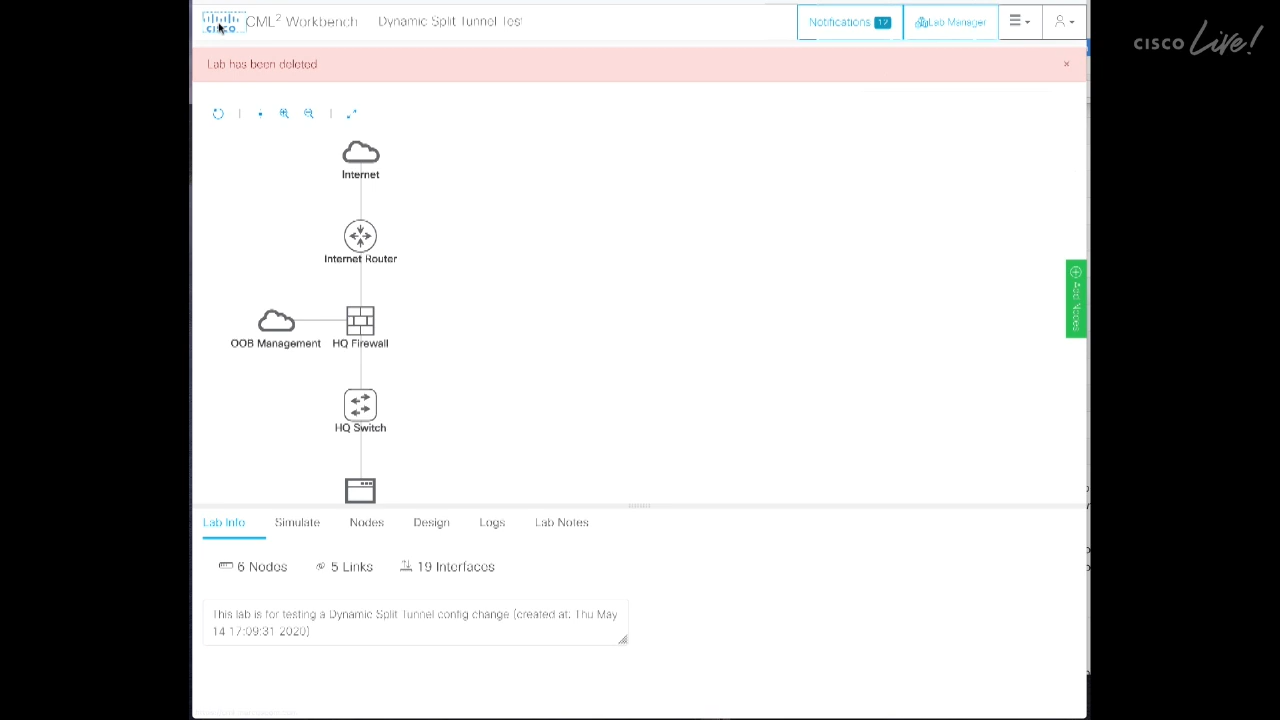 CISCO
CML² Workbench
Dynamic Split Tunnel Test
Notifications 12
Lab Manager
CISCO Live!
Lab has been deleted
×
Internet
Internet Router
OOB Management
HQ Firewall
HQ Switch
Add Nodes
Lab Info
Simulate
Nodes
Design
Logs
Lab Notes
6 Nodes
5 Links
19 Interfaces
This lab is for testing a Dynamic Split Tunnel config change (created at: Thu May
14 17:09:31 2020)